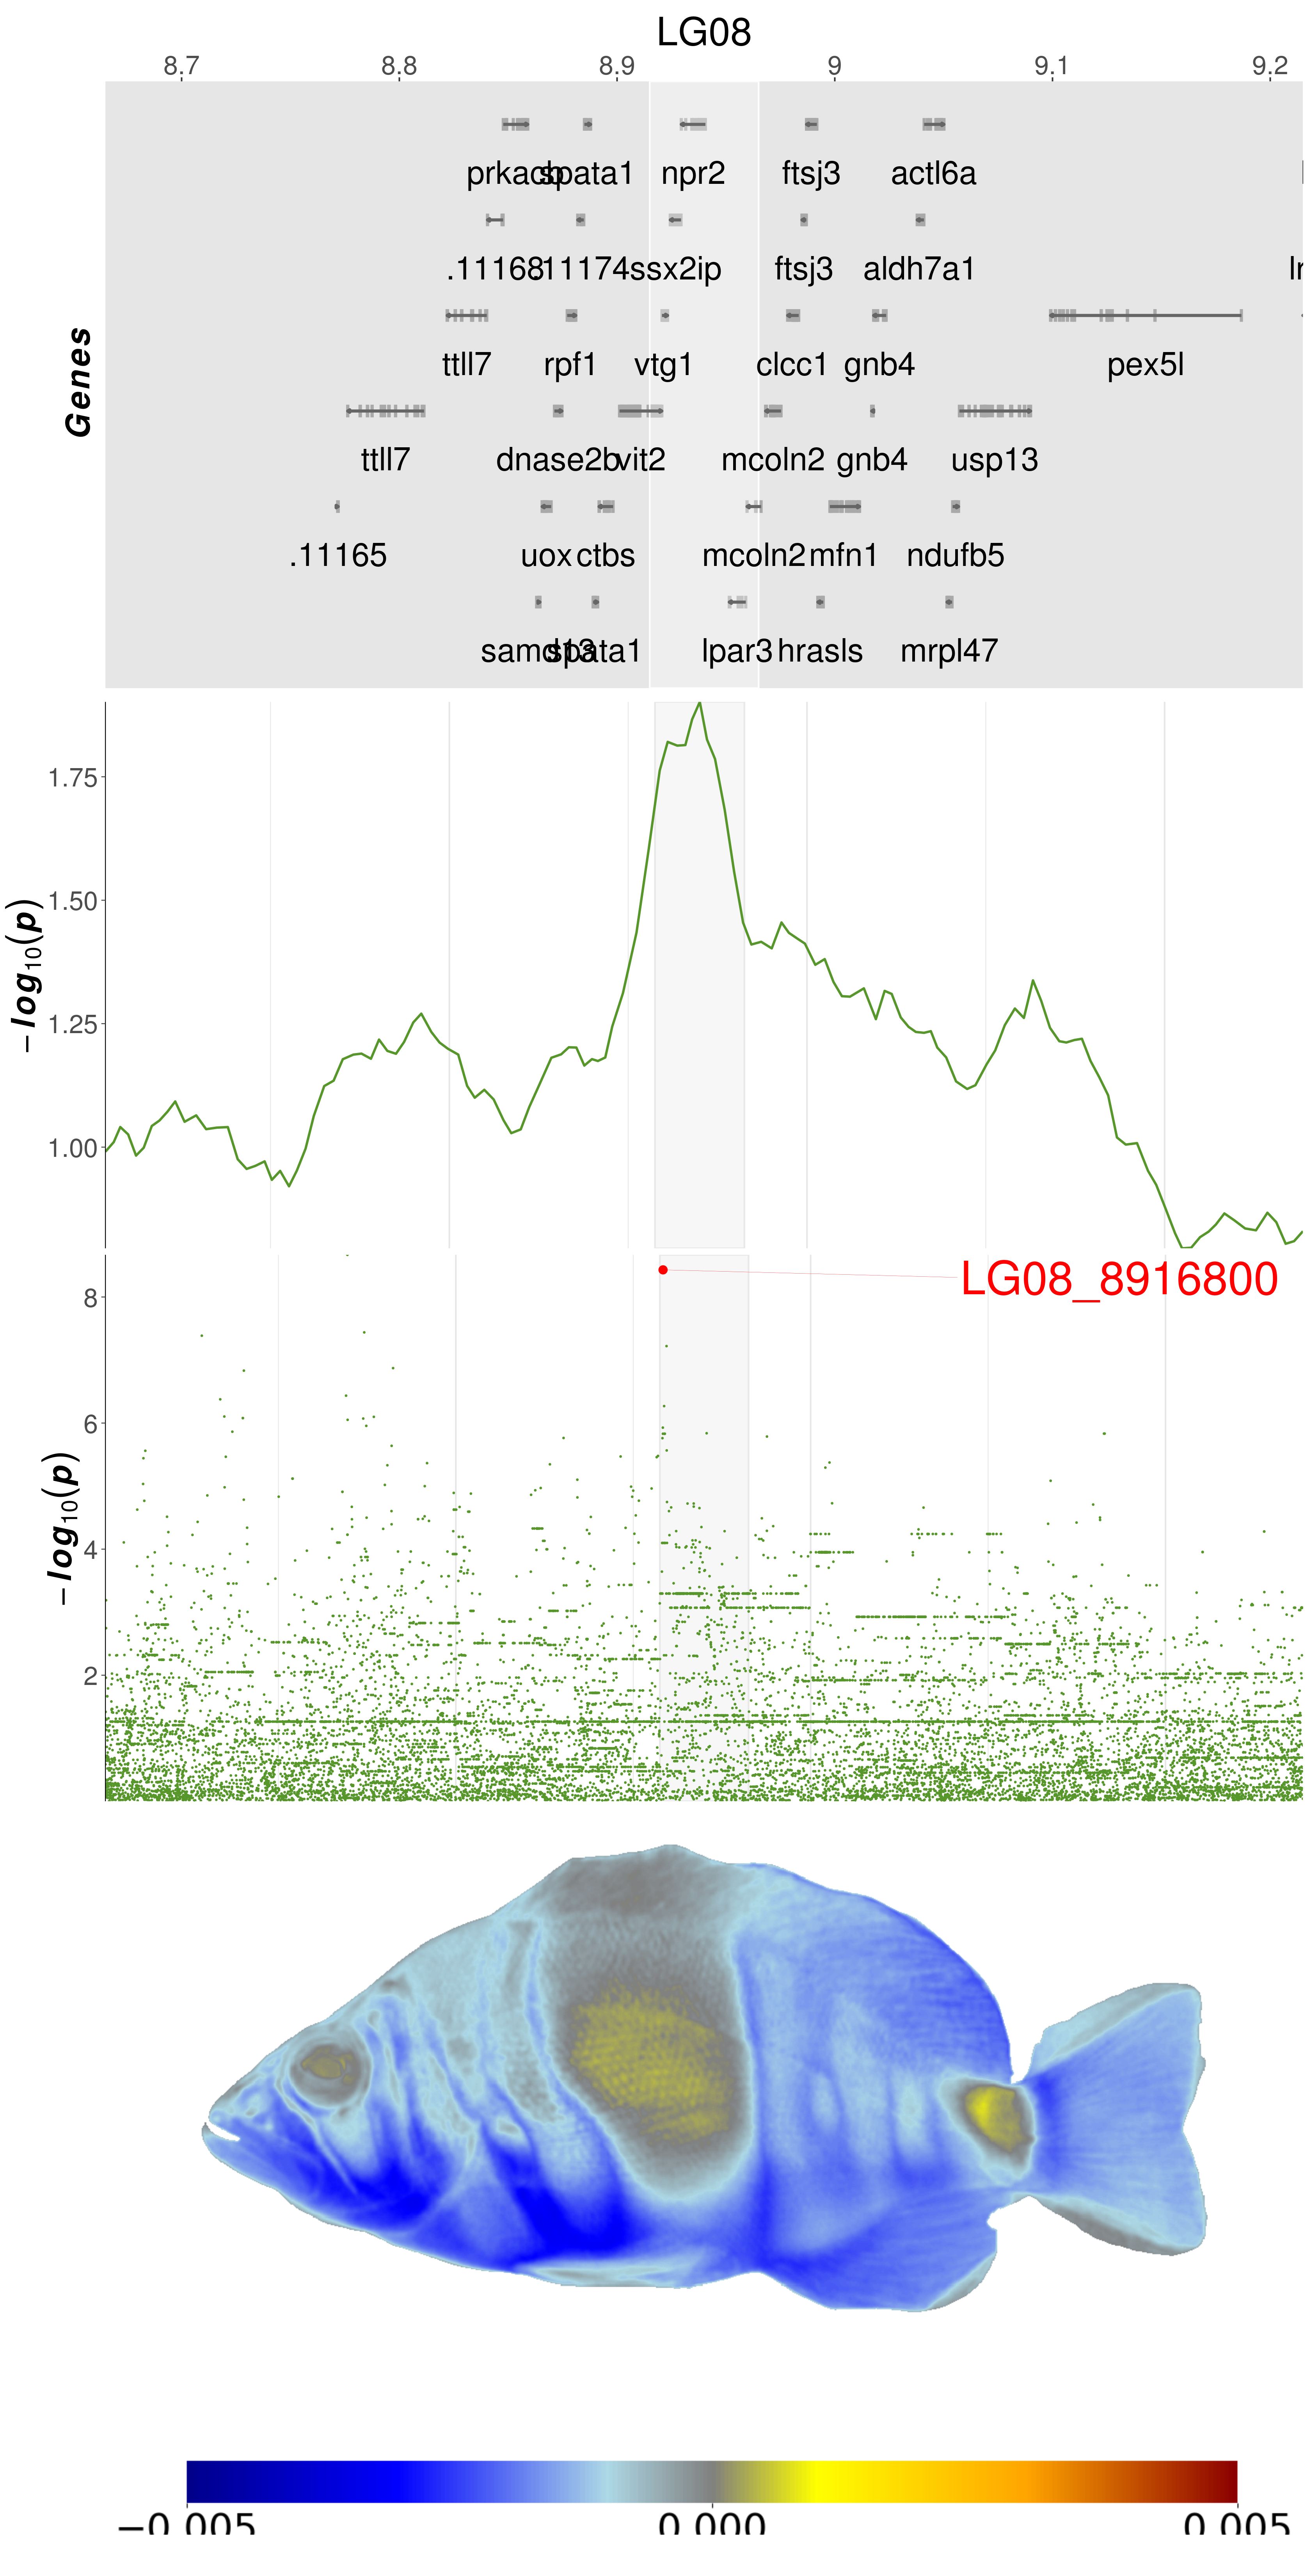 LG08
8.7 8.8 8.9 9 9.1 9.2
Genes
prkacb spata1 npr2 ftsj3 actl6a
.11168 .11174 ssx2ip ftsj3 aldh7a1
ttll7 rpf1 vtg1 clcc1 gnb4 pex5l
ttll7 dnase2b vit2 mcoln2 gnb4 usp13
.11165 uox ctbs mcoln2 mfn1 ndufb5
samd13 spata1 lpar3 hrasls mrpl47
1.75
1.50
1.25
1.00
−log10(p)
LG08_8916800
8
6
4
2
−log10(p)
−0.005 0.000 0.005